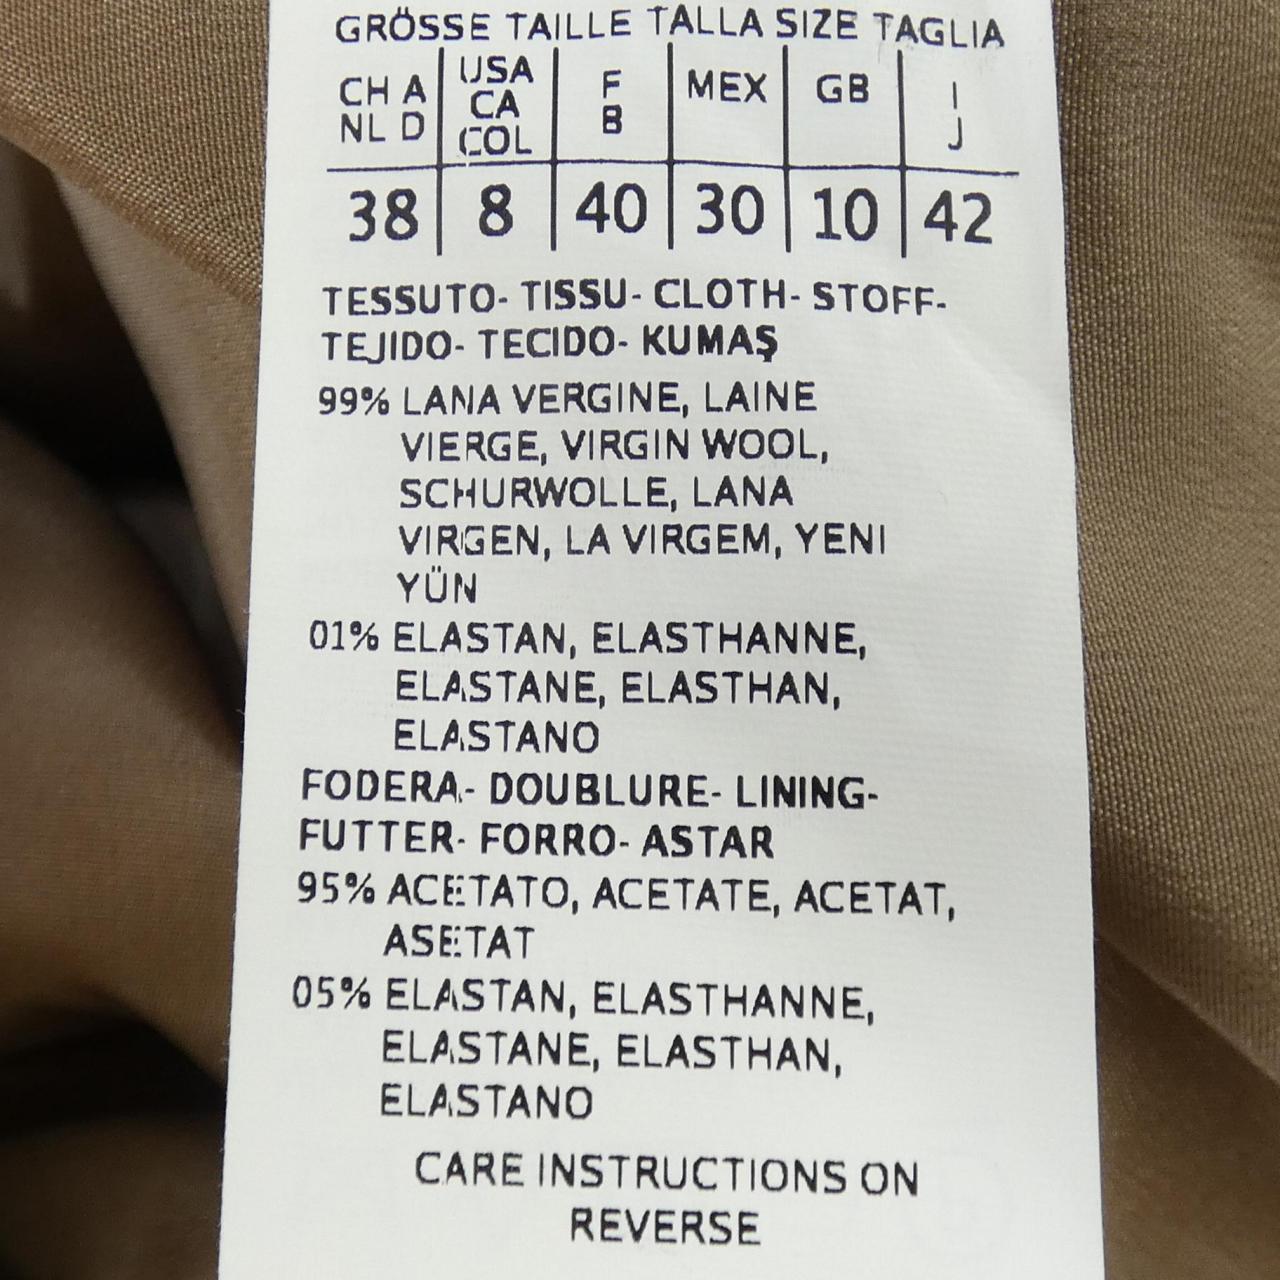 GRÖSSE TAILLE TALLA SIZE TAGLIA
CH A NL D | USA CA COL | F B | MEX | GB | I J
38 | 8 | 40 | 30 | 10 | 42
TESSUTO- TISSU- CLOTH- STOFF-
TEJIDO- TECIDO- KUMAŞ
99% LANA VERGINE, LAINE
VIERGE, VIRGIN WOOL,
SCHURWOLLE, LANA
VIRGEN, LA VIRGEM, YENI
YÜN
01% ELASTAN, ELASTHANNE,
ELASTANE, ELASTHAN,
ELASTANO
FODERA- DOUBLURE- LINING-
FUTTER- FORRO- ASTAR
95% ACETATO, ACETATE, ACETAT,
ASETAT
05% ELASTAN, ELASTHANNE,
ELASTANE, ELASTHAN,
ELASTANO
CARE INSTRUCTIONS ON
REVERSE